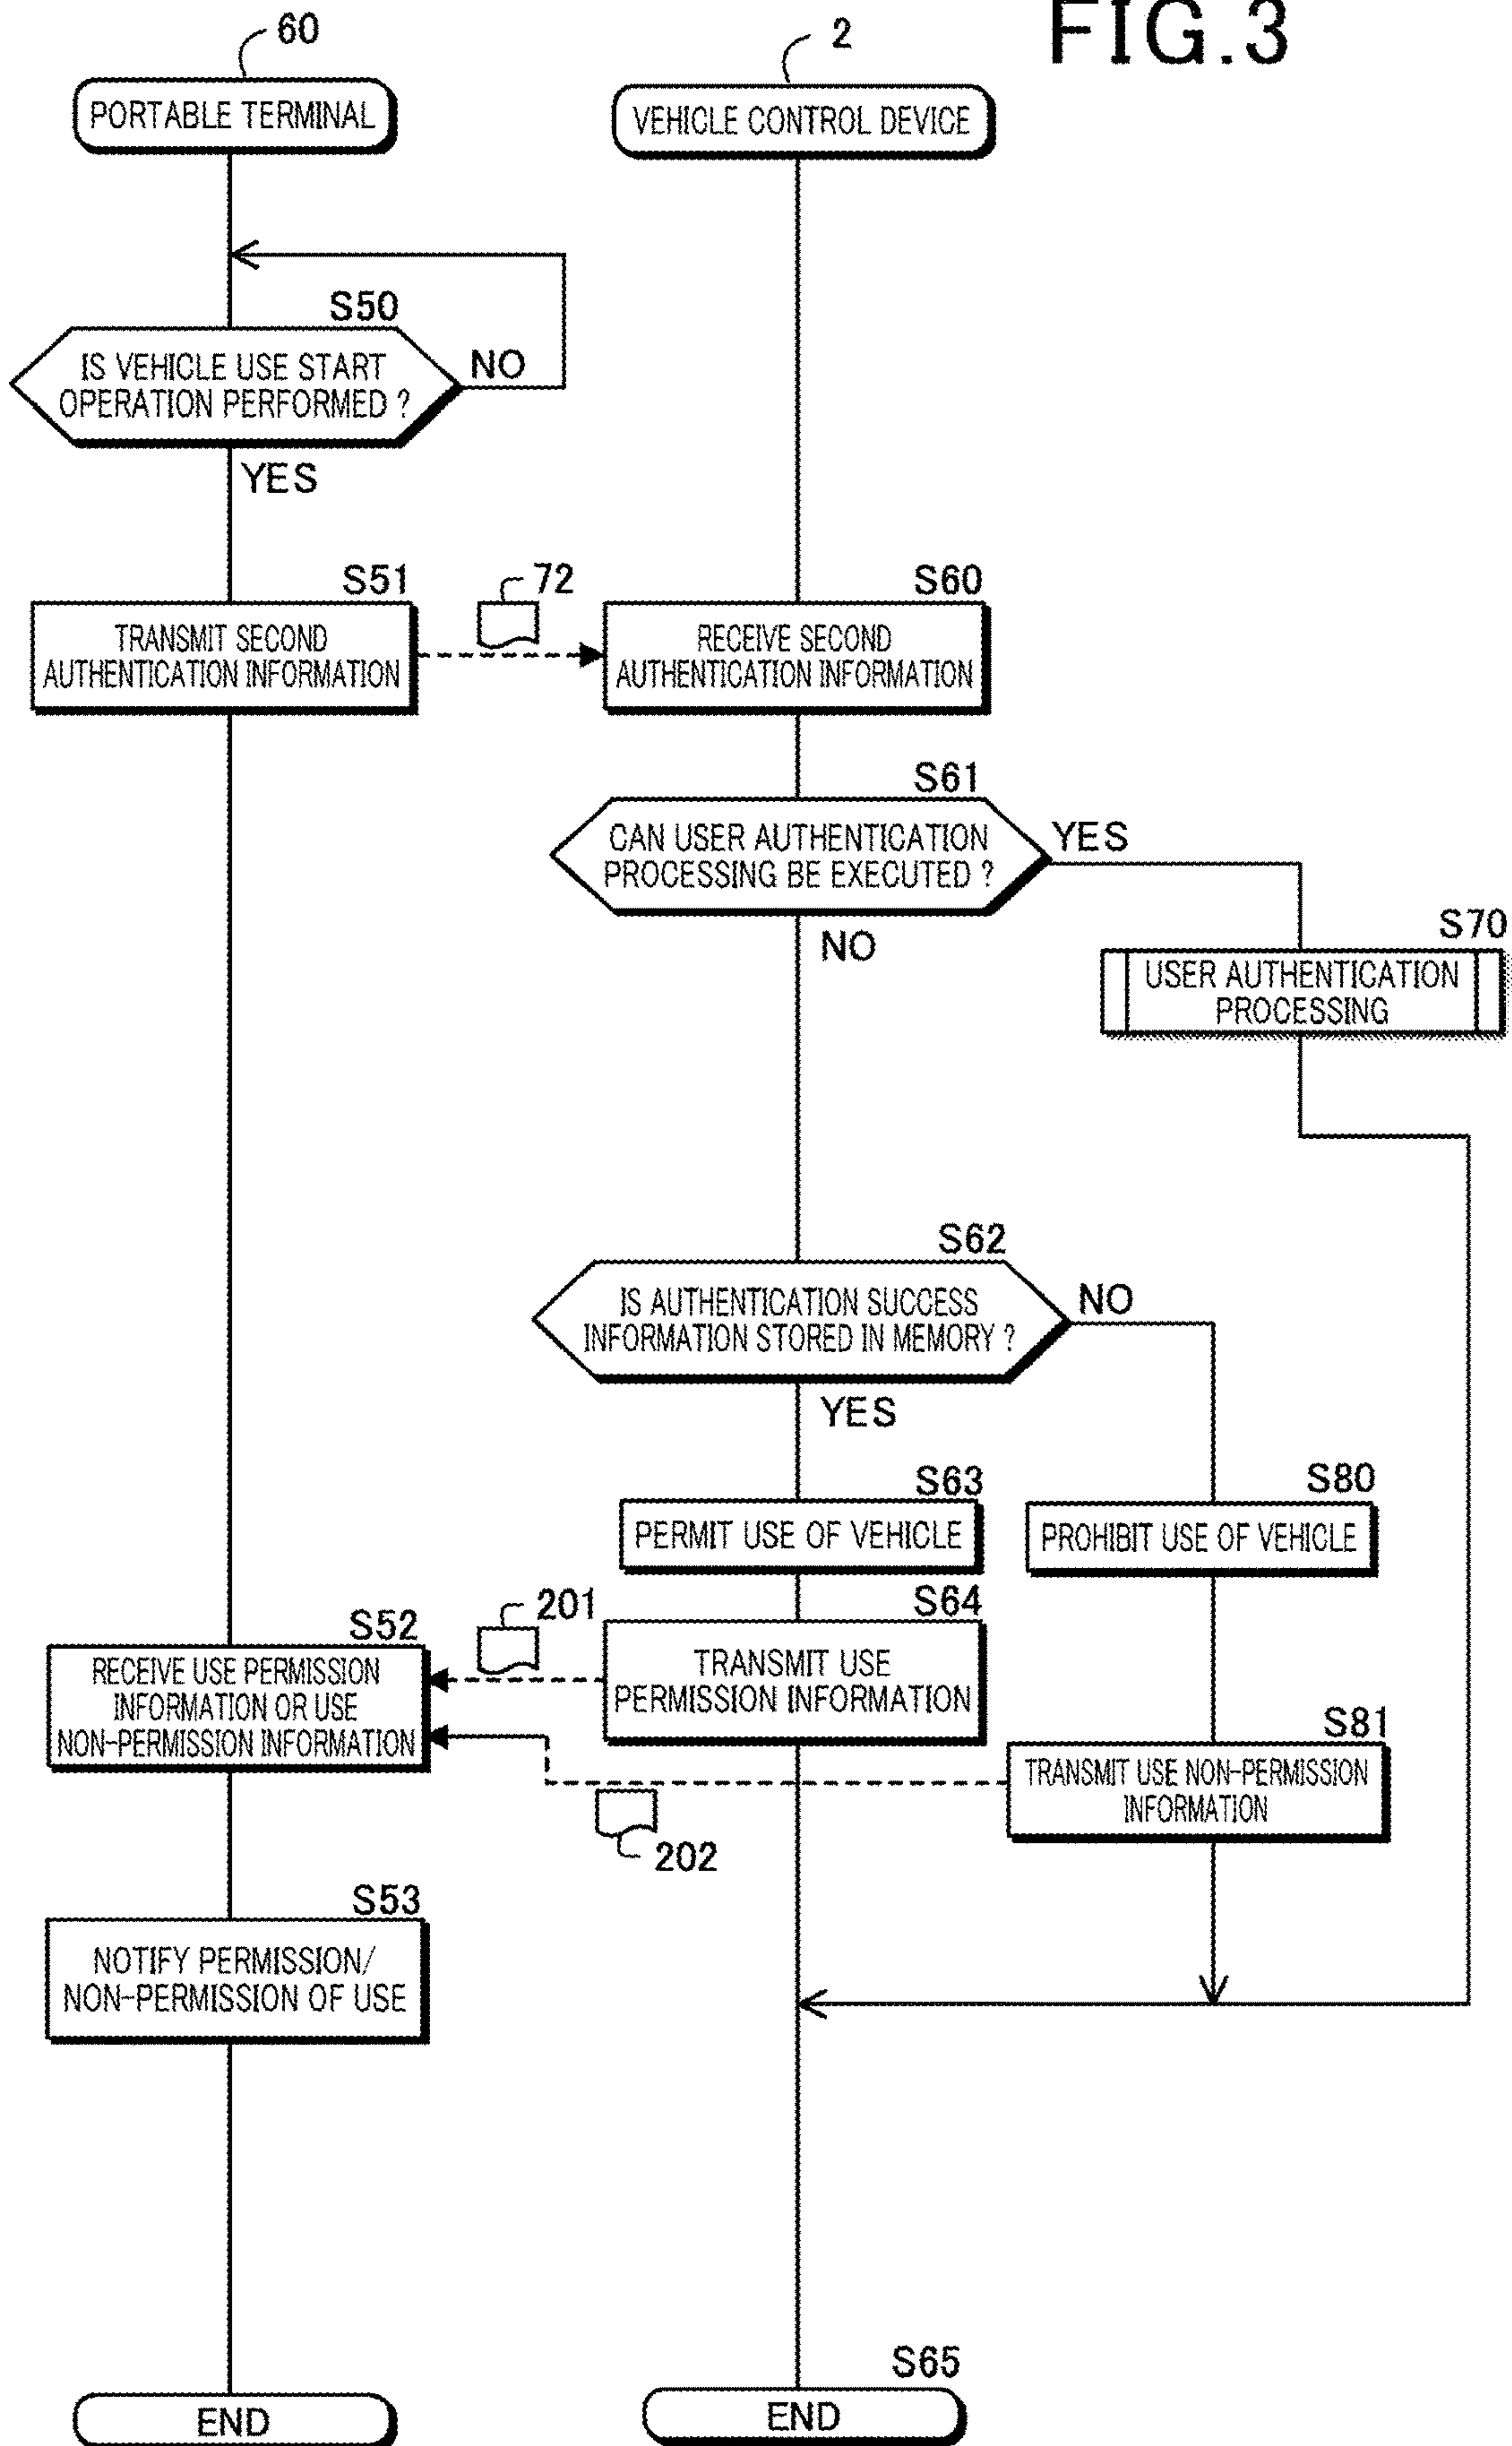 FIG.3
60
2
PORTABLE TERMINAL
VEHICLE CONTROL DEVICE
S50
IS VEHICLE USE START
OPERATION PERFORMED ?
NO
YES
S51
72
S60
TRANSMIT SECOND
AUTHENTICATION INFORMATION
RECEIVE SECOND
AUTHENTICATION INFORMATION
S61
CAN USER AUTHENTICATION
PROCESSING BE EXECUTED ?
YES
NO
S70
USER AUTHENTICATION
PROCESSING
S62
IS AUTHENTICATION SUCCESS
INFORMATION STORED IN MEMORY ?
NO
YES
S63
PERMIT USE OF VEHICLE
S80
PROHIBIT USE OF VEHICLE
S52
201
S64
RECEIVE USE PERMISSION
INFORMATION OR USE
NON-PERMISSION INFORMATION
TRANSMIT USE
PERMISSION INFORMATION
S81
TRANSMIT USE NON-PERMISSION
INFORMATION
202
S53
NOTIFY PERMISSION/
NON-PERMISSION OF USE
S65
END
END